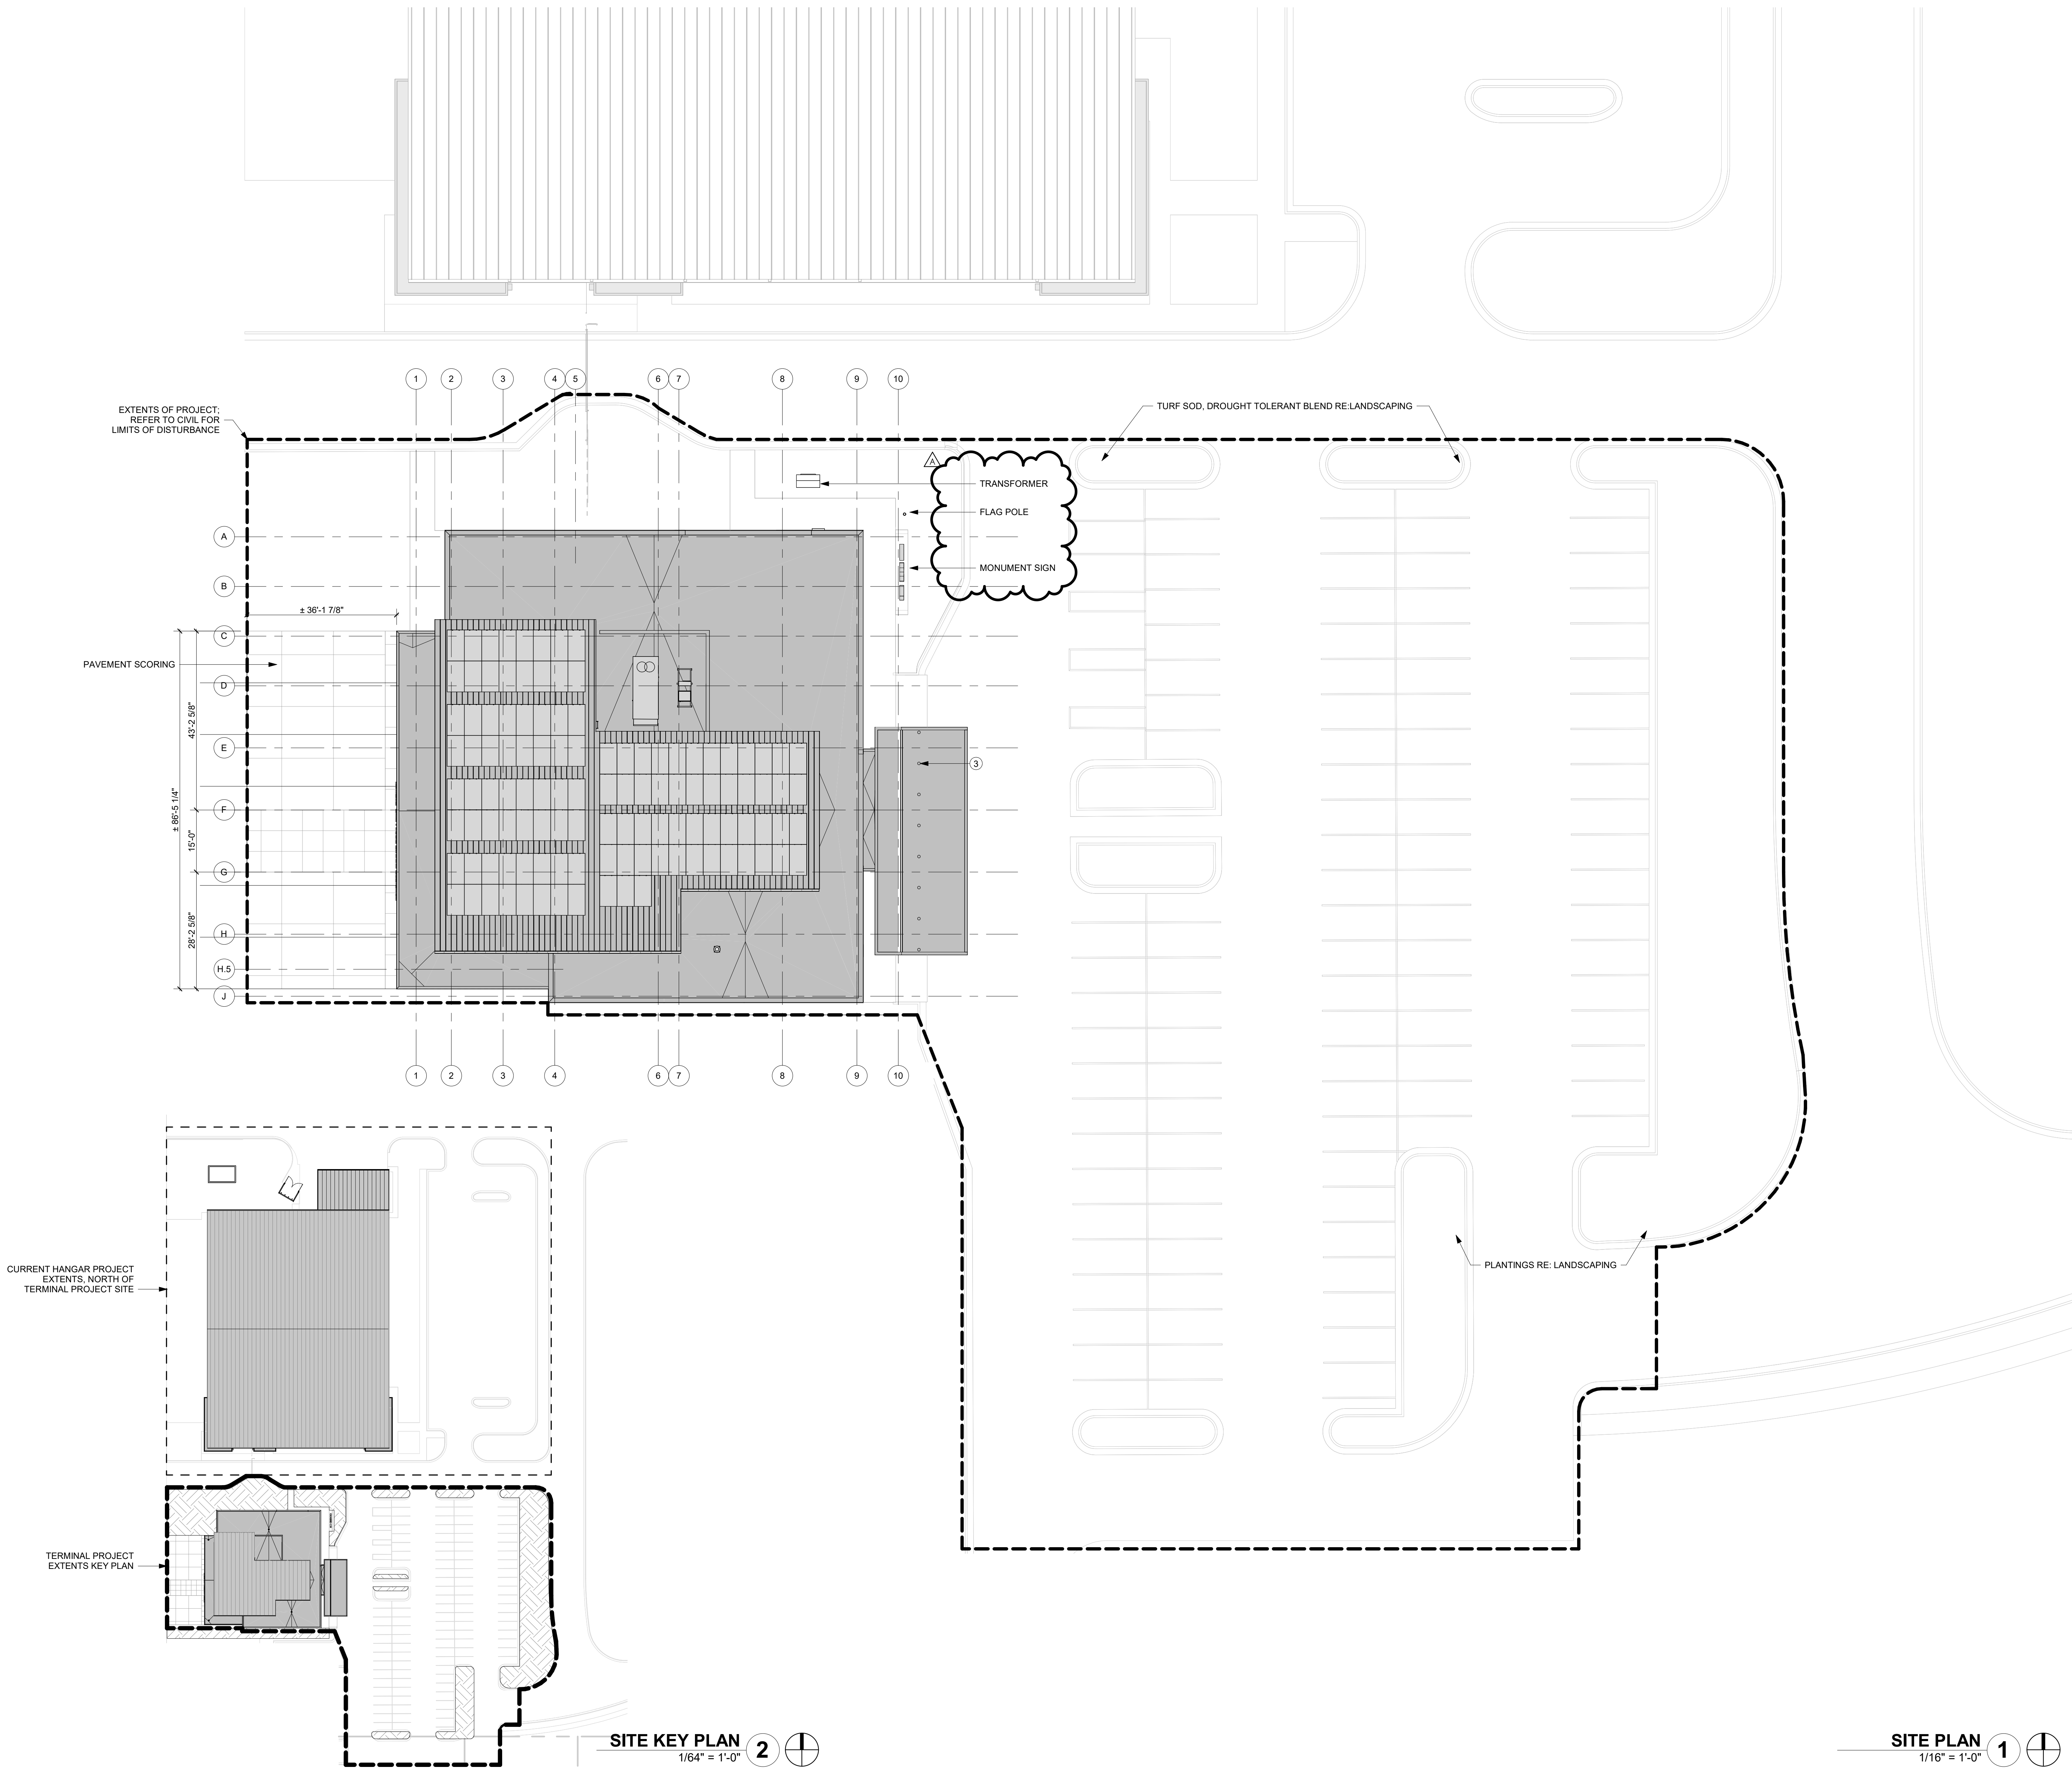 1
2
3
4
5
6
7
8
9
10
EXTENTS OF PROJECT;
REFER TO CIVIL FOR
LIMITS OF DISTURBANCE
TURF SOD, DROUGHT TOLERANT BLEND RE:LANDSCAPING
A
TRANSFORMER
FLAG POLE
MONUMENT SIGN
A
B
C
D
E
F
G
H
H.5
J
± 36'-1 7/8"
PAVEMENT SCORING
43'-2 5/8"
± 86'-5 1/4"
15'-0"
28'-2 5/8"
3
1
2
3
4
6
7
8
9
10
PLANTINGS RE: LANDSCAPING
CURRENT HANGAR PROJECT
EXTENTS, NORTH OF
TERMINAL PROJECT SITE
TERMINAL PROJECT
EXTENTS KEY PLAN
SITE KEY PLAN
1/64" = 1'-0"
2
SITE PLAN
1/16" = 1'-0"
1